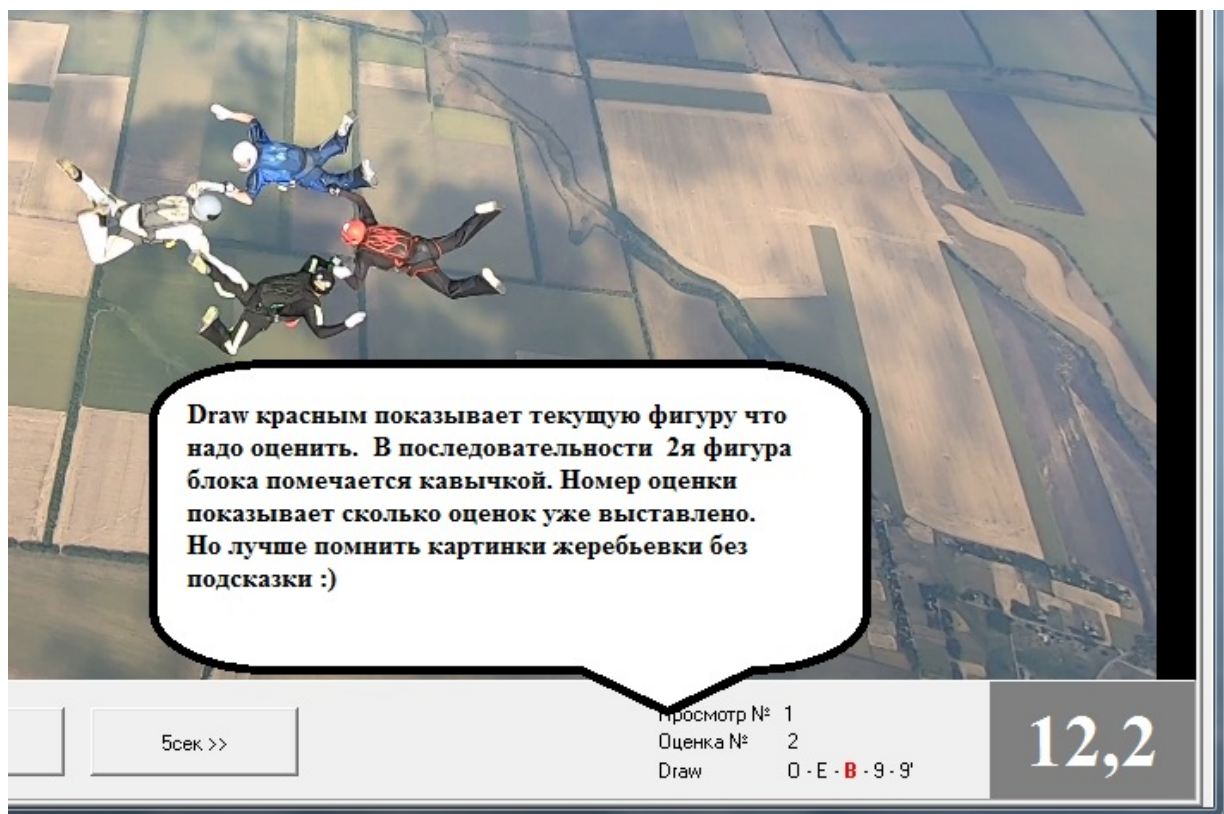 Draw красным показывает текущую фигуру что
надо оценить. В последовательности 2я фигура
блока помечается кавычкой. Номер оценки
показывает сколько оценок уже выставлено.
Но лучше помнить картинки жеребьевки без
подсказки :)
5сек >>
Просмотр № 1
Оценка № 2
Draw O - E - B - 9 - 9'
12,2